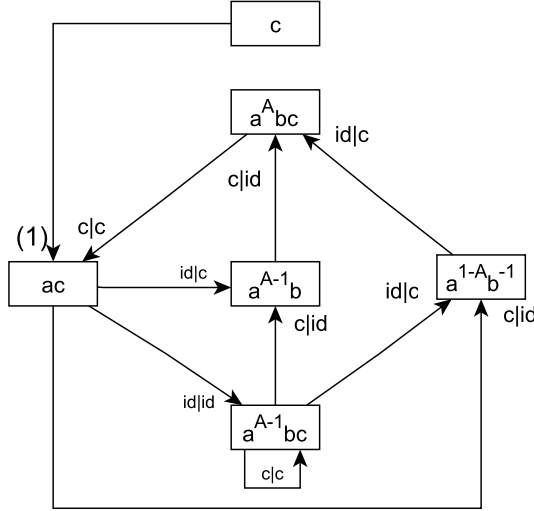 c
a^A bc
id|c
c|id
c|c
(1)
ac
id|c
a^A-1 b
id|c
a^1-A b^-1
c|id
c|id
id|id
a^A-1 bc
c|c